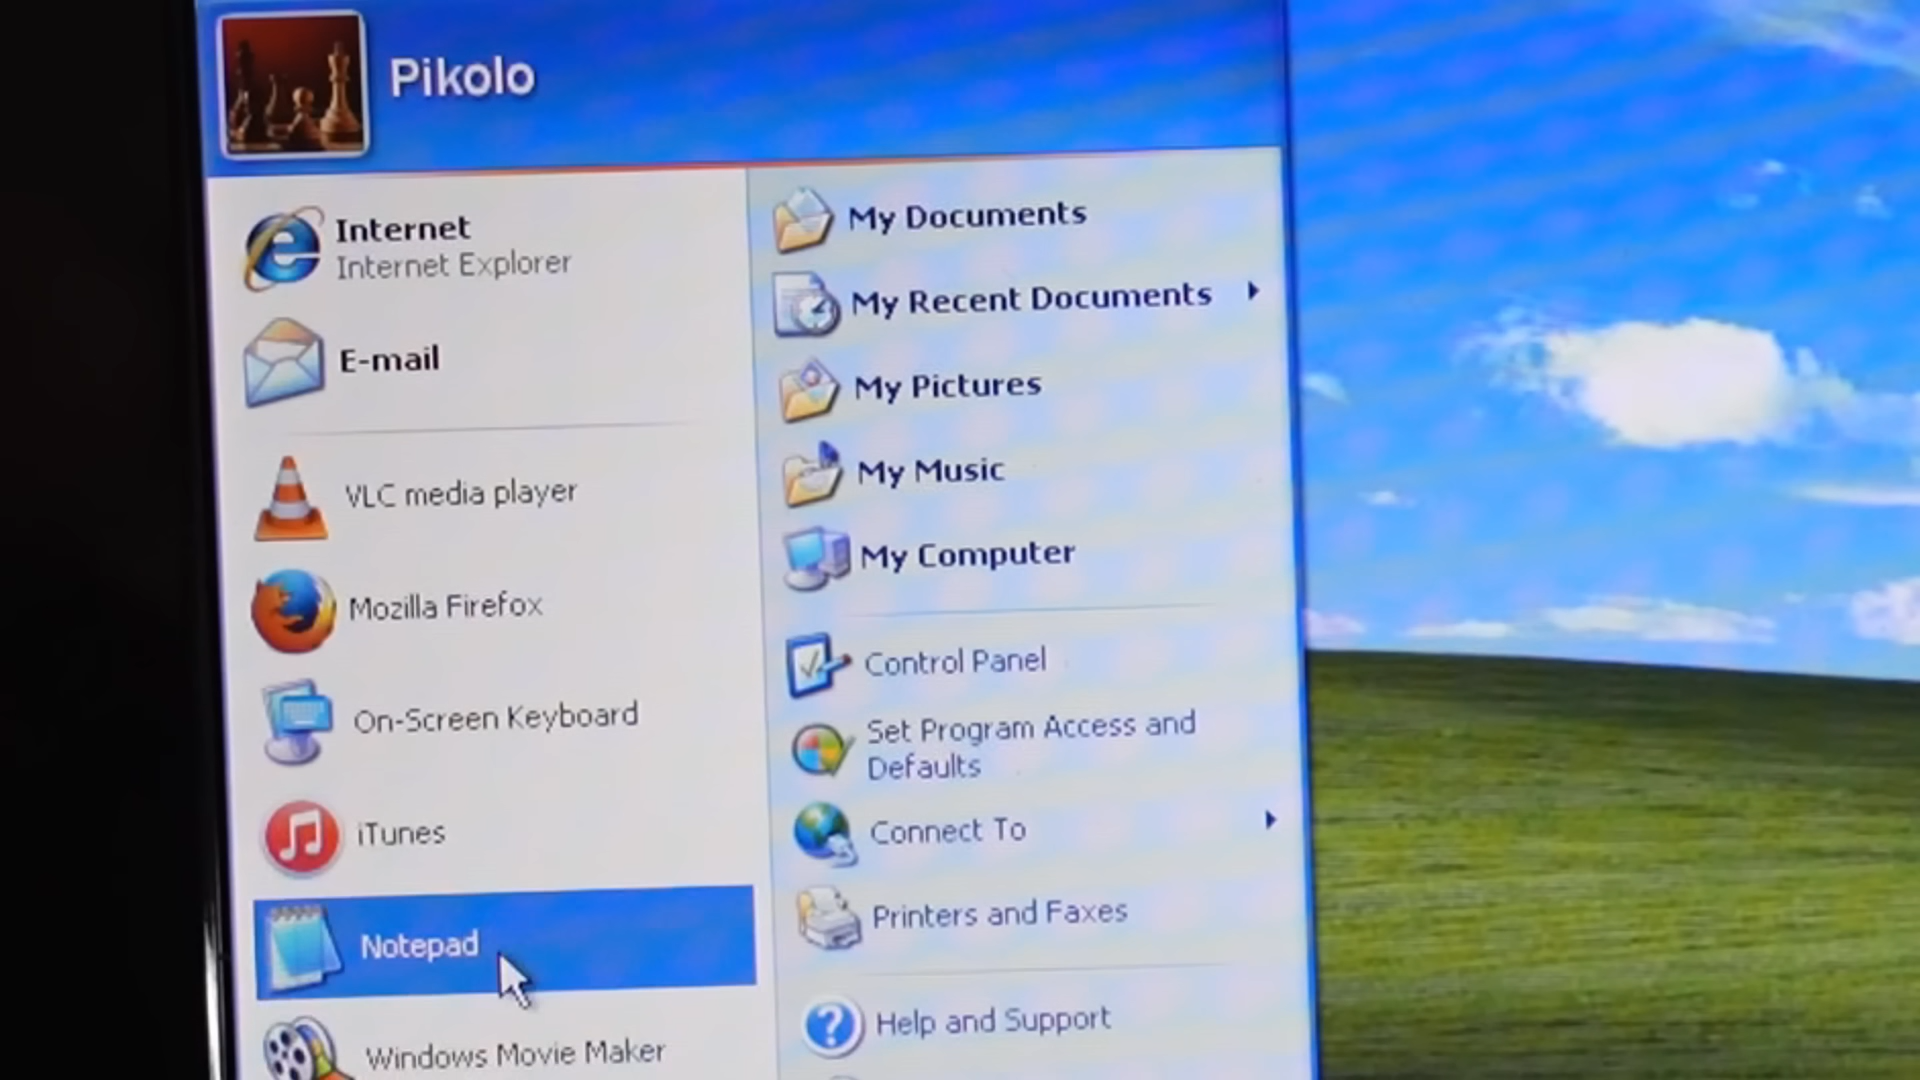 Pikolo
Internet
Internet Explorer
E-mail
VLC media player
Mozilla Firefox
On-Screen Keyboard
iTunes
Notepad
Windows Movie Maker
My Documents
My Recent Documents
My Pictures
My Music
My Computer
Control Panel
Set Program Access and
Defaults
Connect To
Printers and Faxes
Help and Support